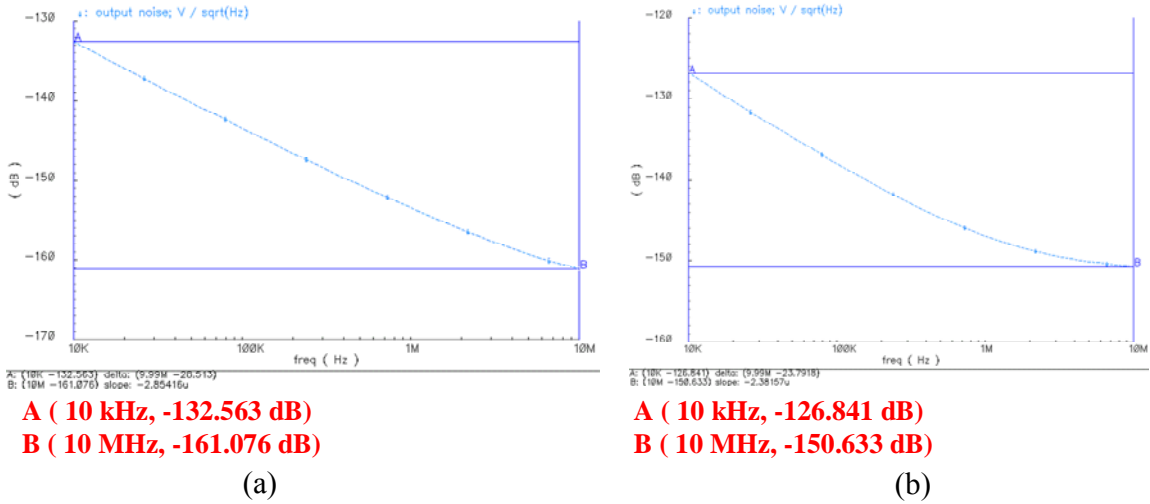 -: output noise; V / sqrt(Hz)
-130
-140
-150
-160
-170
( dB )
A
B
10K
100K
1M
10M
freq ( Hz )
A: (10K -132.563) delta: (9.99M -28.513)
B: (10M -161.076) slope: -2.85416u
A ( 10 kHz, -132.563 dB)
B ( 10 MHz, -161.076 dB)
(a)
-: output noise; V / sqrt(Hz)
-120
-130
-140
-150
-160
( dB )
A
B
10K
100K
1M
10M
freq ( Hz )
A: (10K -126.841) delta: (9.99M -23.7918)
B: (10M -150.633) slope: -2.38157u
A ( 10 kHz, -126.841 dB)
B ( 10 MHz, -150.633 dB)
(b)